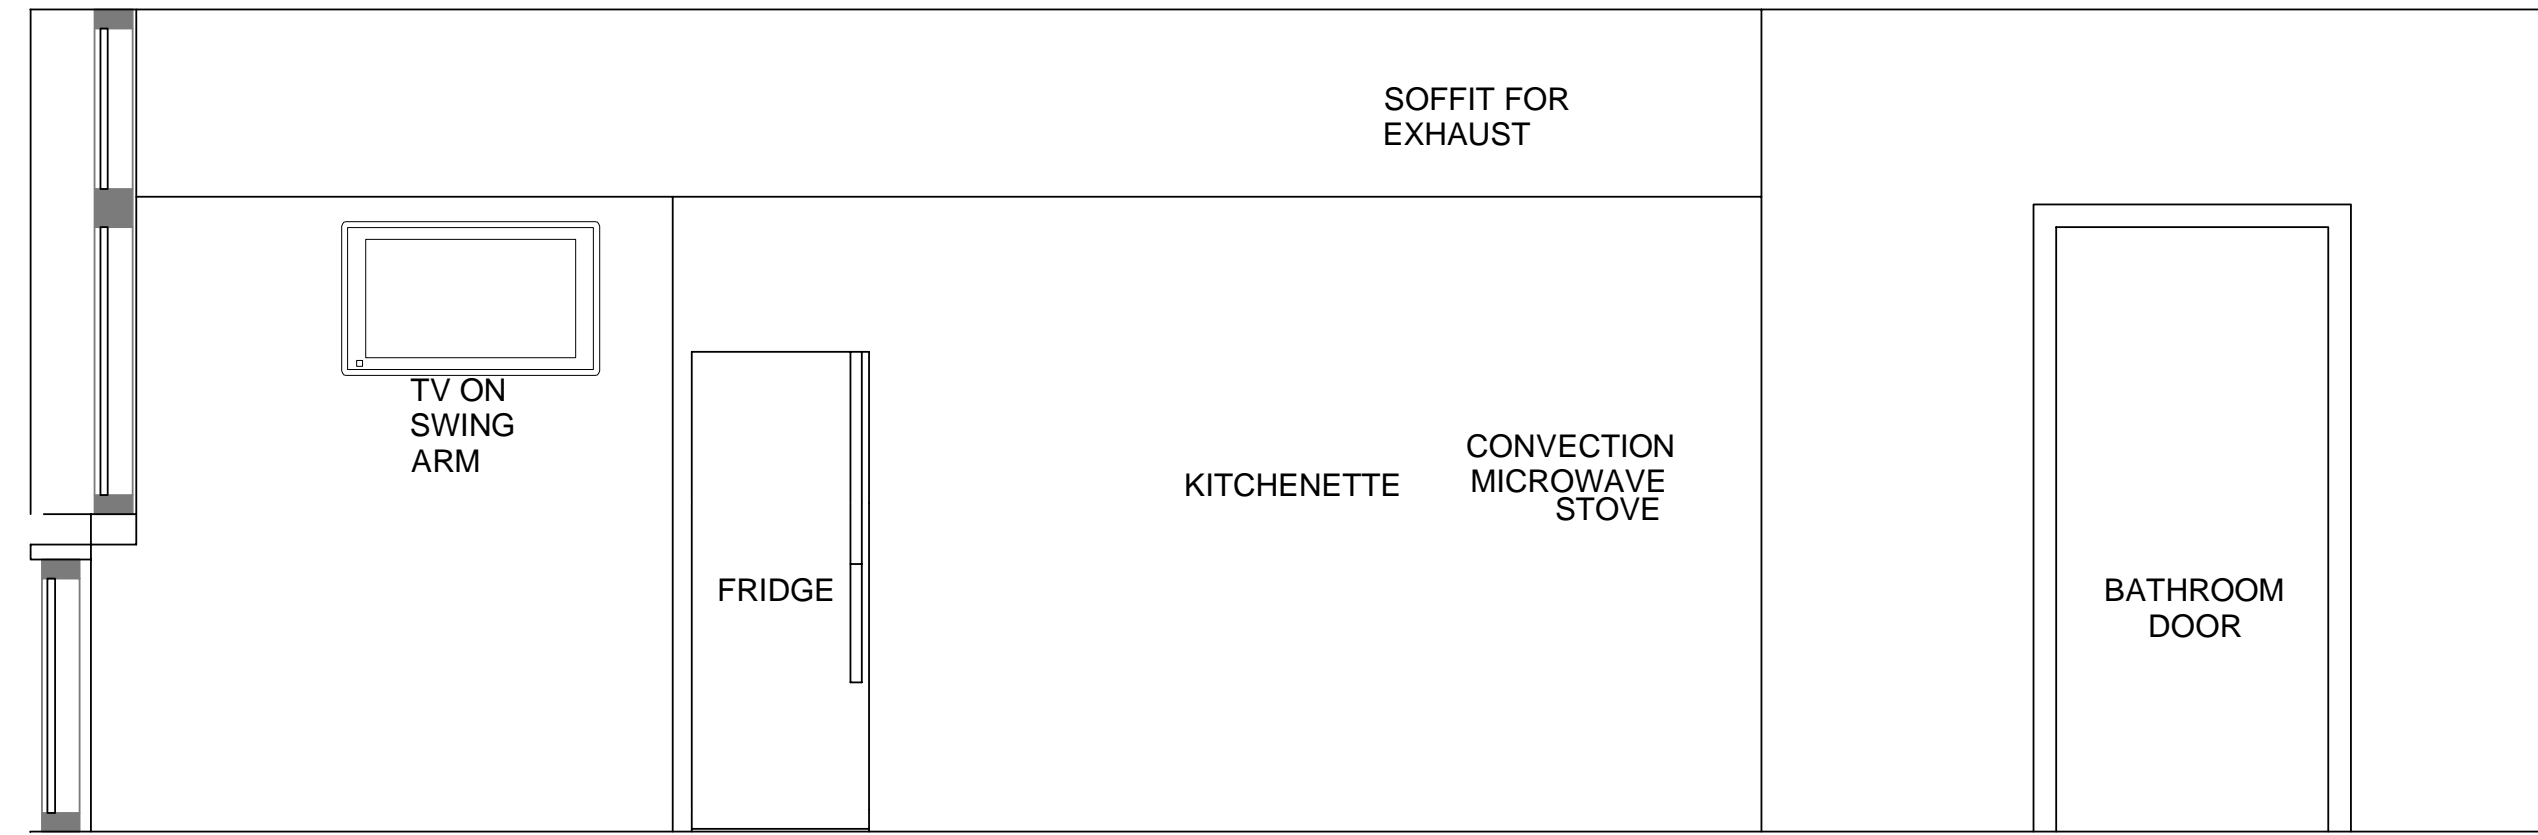 SOFFIT FOR
EXHAUST
TV ON
SWING
ARM
FRIDGE
KITCHENETTE
CONVECTION
MICROWAVE
STOVE
BATHROOM
DOOR